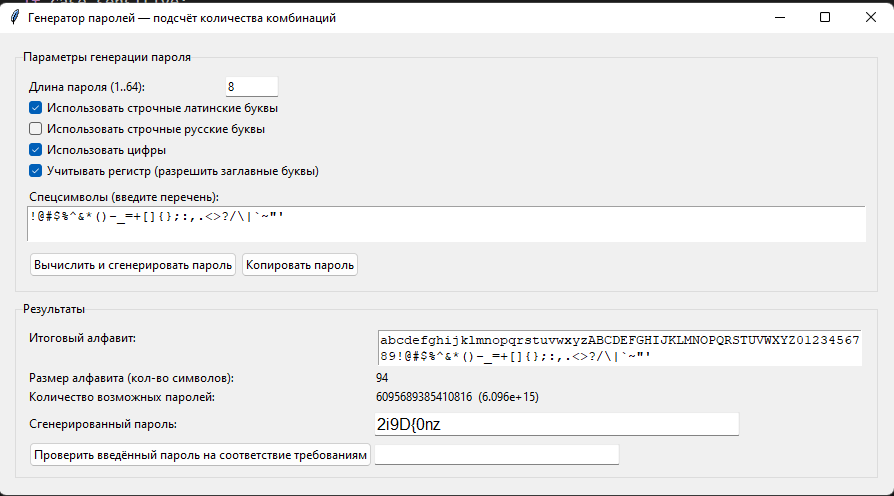 Генератор паролей — подсчёт количества комбинаций
Параметры генерации пароля
Длина пароля (1..64): 8
Использовать строчные латинские буквы
Использовать строчные русские буквы
Использовать цифры
Учитывать регистр (разрешить заглавные буквы)
Спецсимволы (введите перечень):
!@#$%^&*()-_=+[]{};:,.<>?/\|`~"'
Вычислить и сгенерировать пароль Копировать пароль
Результаты
Итоговый алфавит: abcdefghijklmnopqrstuvwxyzABCDEFGHIJKLMNOPQRSTUVWXYZ01234567
89!@#$%^&*()-_=+[]{};:,.<>?/\|`~"'
Размер алфавита (кол-во символов): 94
Количество возможных паролей: 6095689385410816 (6.096e+15)
Сгенерированный пароль: 2i9D{0nz
Проверить введённый пароль на соответствие требованиям